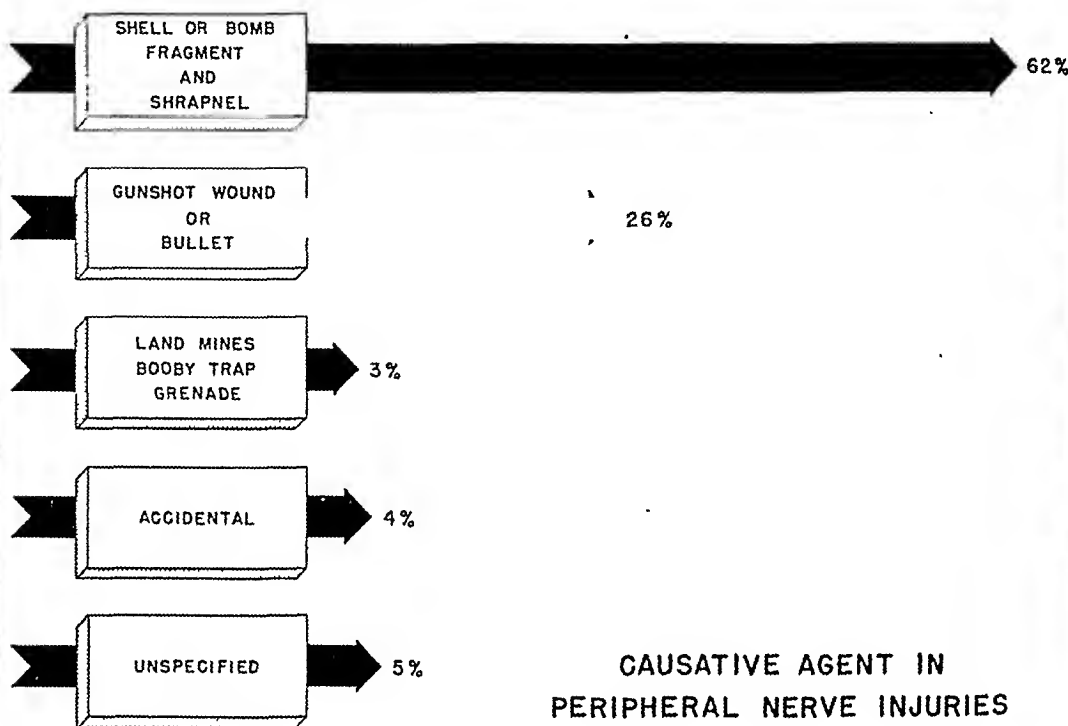 SHELL OR BOMB
FRAGMENT
AND
SHRAPNEL
62%
GUNSHOT WOUND
OR
BULLET
26%
LAND MINES
BOOBY TRAP
GRENADE
3%
ACCIDENTAL
4%
UNSPECIFIED
5%
CAUSATIVE AGENT IN
PERIPHERAL NERVE INJURIES